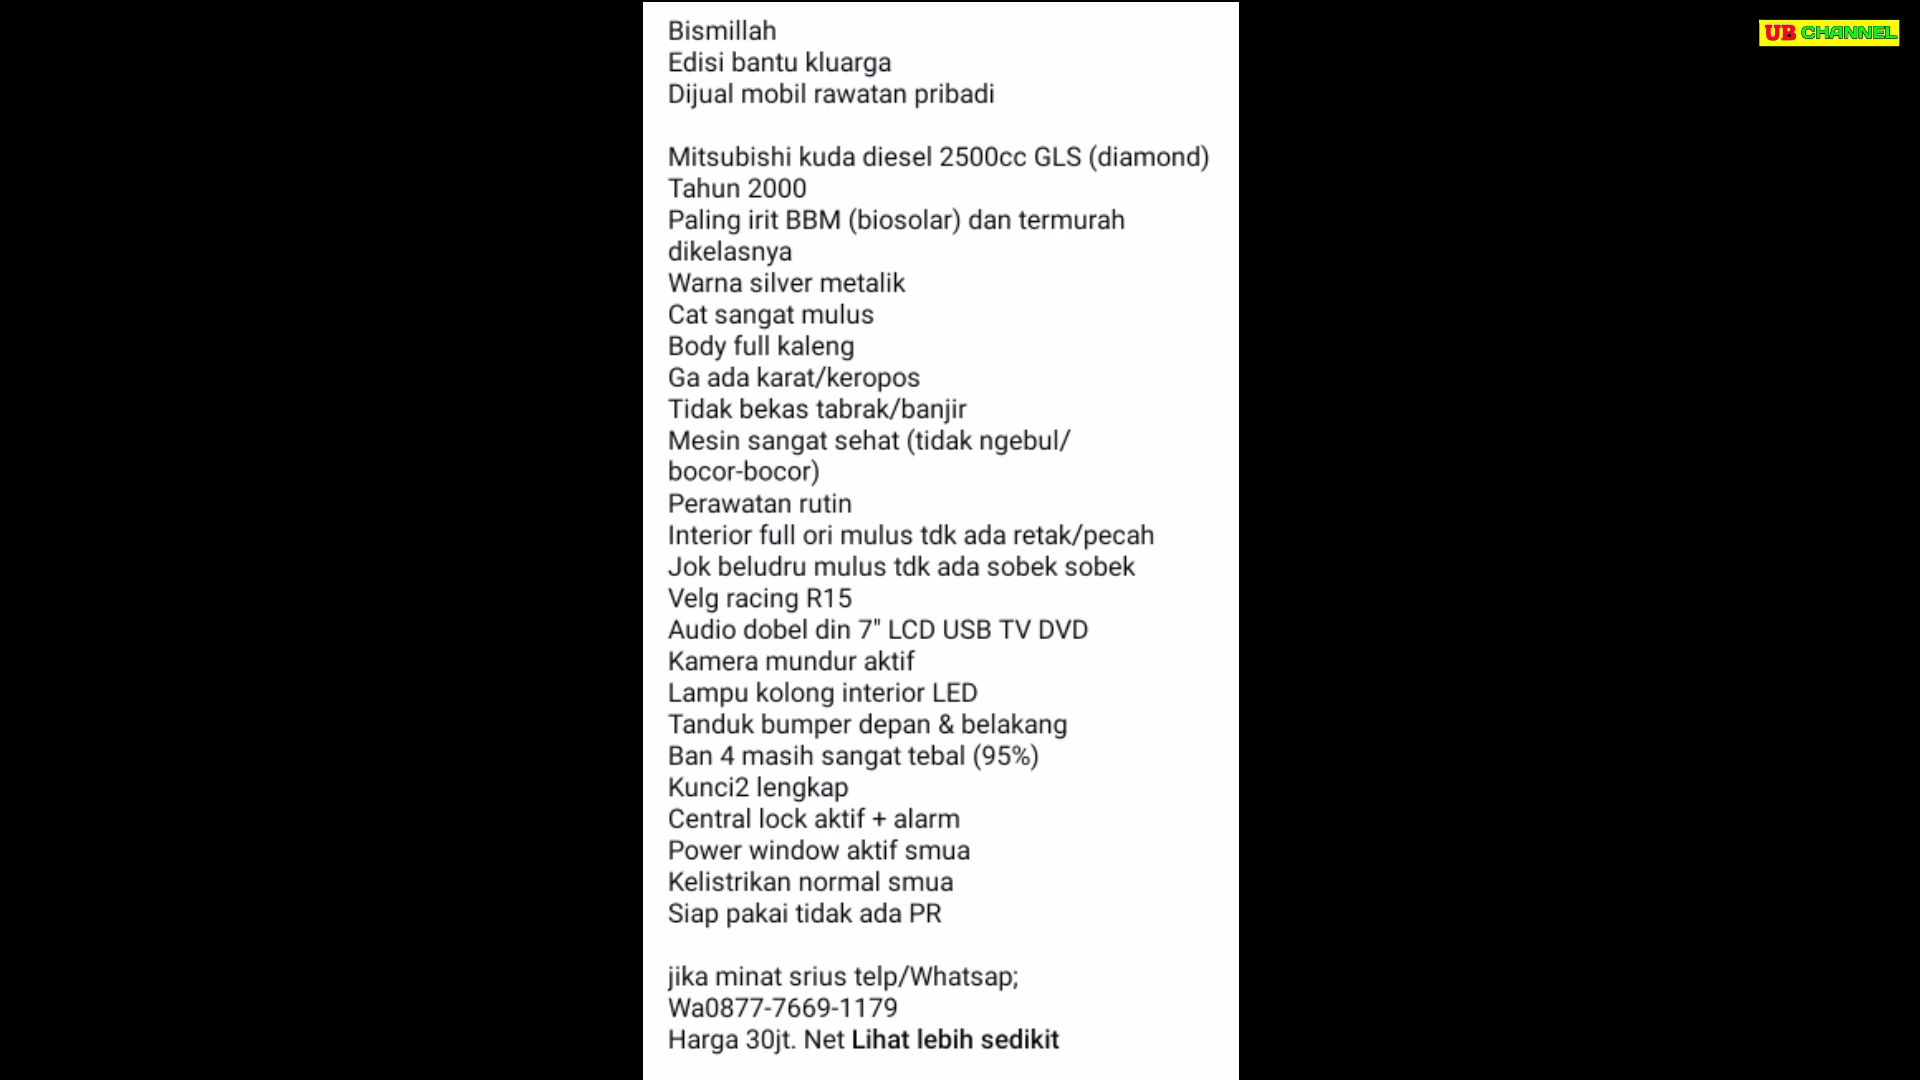 Bismillah
Edisi bantu kluarga
Dijual mobil rawatan pribadi
Mitsubishi kuda diesel 2500cc GLS (diamond)
Tahun 2000
Paling irit BBM (biosolar) dan termurah
dikelasnya
Warna silver metalik
Cat sangat mulus
Body full kaleng
Ga ada karat/keropos
Tidak bekas tabrak/banjir
Mesin sangat sehat (tidak ngebul/
bocor-bocor)
Perawatan rutin
Interior full ori mulus tdk ada retak/pecah
Jok beludru mulus tdk ada sobek sobek
Velg racing R15
Audio dobel din 7" LCD USB TV DVD
Kamera mundur aktif
Lampu kolong interior LED
Tanduk bumper depan & belakang
Ban 4 masih sangat tebal (95%)
Kunci2 lengkap
Central lock aktif + alarm
Power window aktif smua
Kelistrikan normal smua
Siap pakai tidak ada PR
jika minat srius telp/Whatsap;
Wa0877-7669-1179
Harga 30jt. Net Lihat lebih sedikit
UB CHANNEL